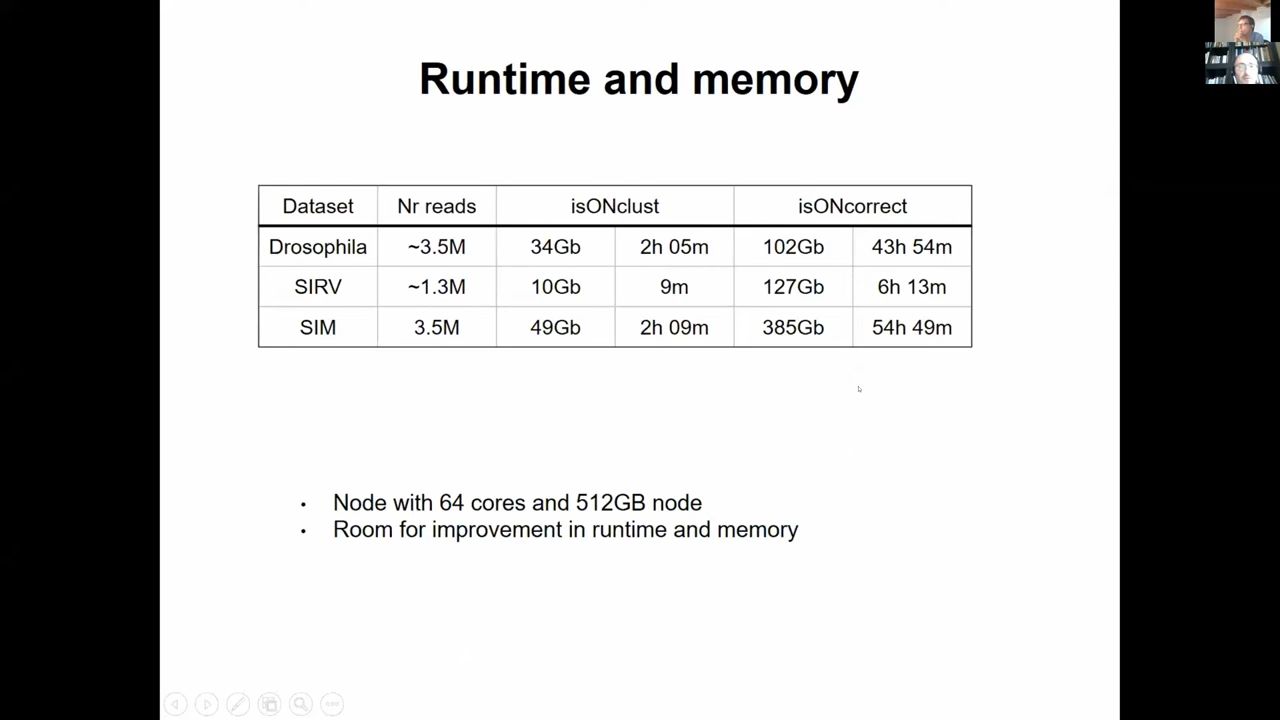 Runtime and memory
Dataset Nr reads isONclust isONcorrect
Drosophila ~3.5M 34Gb 2h 05m 102Gb 43h 54m
SIRV ~1.3M 10Gb 9m 127Gb 6h 13m
SIM 3.5M 49Gb 2h 09m 385Gb 54h 49m
• Node with 64 cores and 512GB node
• Room for improvement in runtime and memory